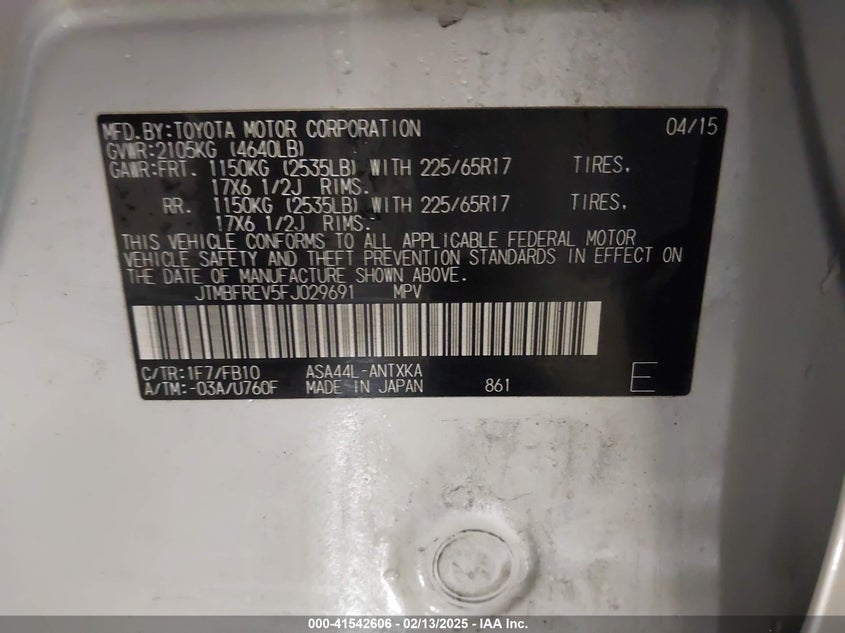 MFD.BY:TOYOTA MOTOR CORPORATION 04/15
GVWR:2105KG (4640LB)
GAWR:FRT. 1150KG (2535LB) WITH 225/65R17 TIRES,
17X6 1/2J RIMS.
RR. 1150KG (2535LB) WITH 225/65R17 TIRES,
17X6 1/2J RIMS.
THIS VEHICLE CONFORMS TO ALL APPLICABLE FEDERAL MOTOR
VEHICLE SAFETY AND THEFT PREVENTION STANDARDS IN EFFECT ON
THE DATE OF MANUFACTURE SHOWN ABOVE.
JTMBFREV5FJ029691 MPV
C/TR:1F7/FB10 ASA44L-ANTXKA
A/TM:-03A/U760F MADE IN JAPAN 861 E
000-41542606 - 02/13/2025 - IAA Inc.